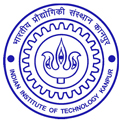 भारतीय प्रौद्योगिकी संस्थान कानपुर
INDIAN INSTITUTE OF TECHNOLOGY KANPUR